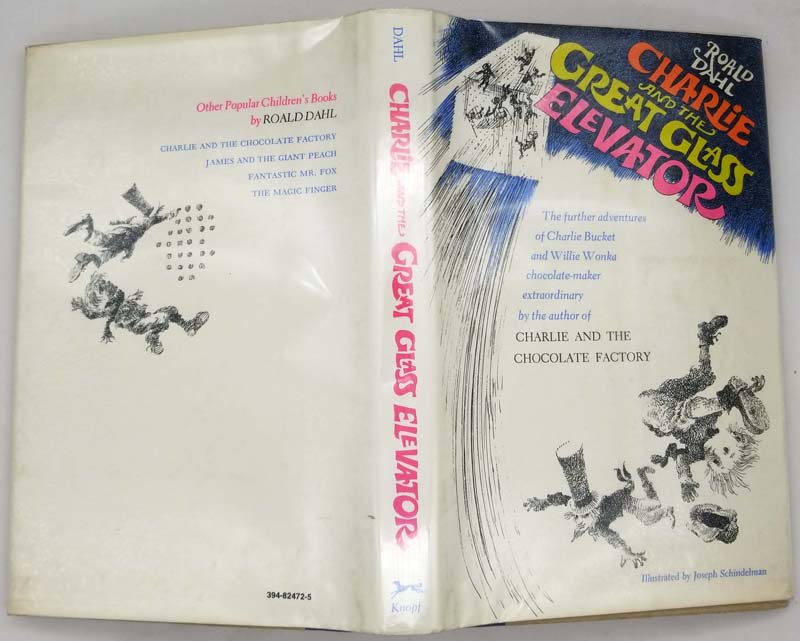 Other Popular Children's Books
by ROALD DAHL
CHARLIE AND THE CHOCOLATE FACTORY
JAMES AND THE GIANT PEACH
FANTASTIC MR. FOX
THE MAGIC FINGER
394-82472-5
DAHL
CHARLIE AND THE GREAT GLASS ELEVATOR
Knopf
ROALD
DAHL
CHARLIE
AND THE
GREAT GLASS
ELEVATOR
The further adventures
of Charlie Bucket
and Willie Wonka
chocolate-maker
extraordinary
by the author of
CHARLIE AND THE
CHOCOLATE FACTORY
Illustrated by Joseph Schindelman